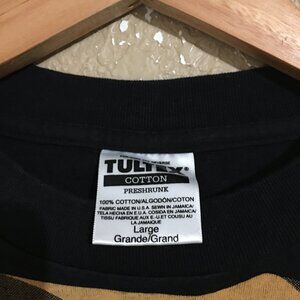 TULTEX®
COTTON
PRESHRUNK
100% COTTON/ALGODÓN/COTON
FABRIC MADE IN U.S.A. SEWN IN JAMAICA/
TELA HECHA EN E.U.A. COSIDA EN JAMAICA/
TISSU FABRIQUE AUX E.-U.ET COUSU AU
LA JAMAIQUE
Large
Grande/Grand